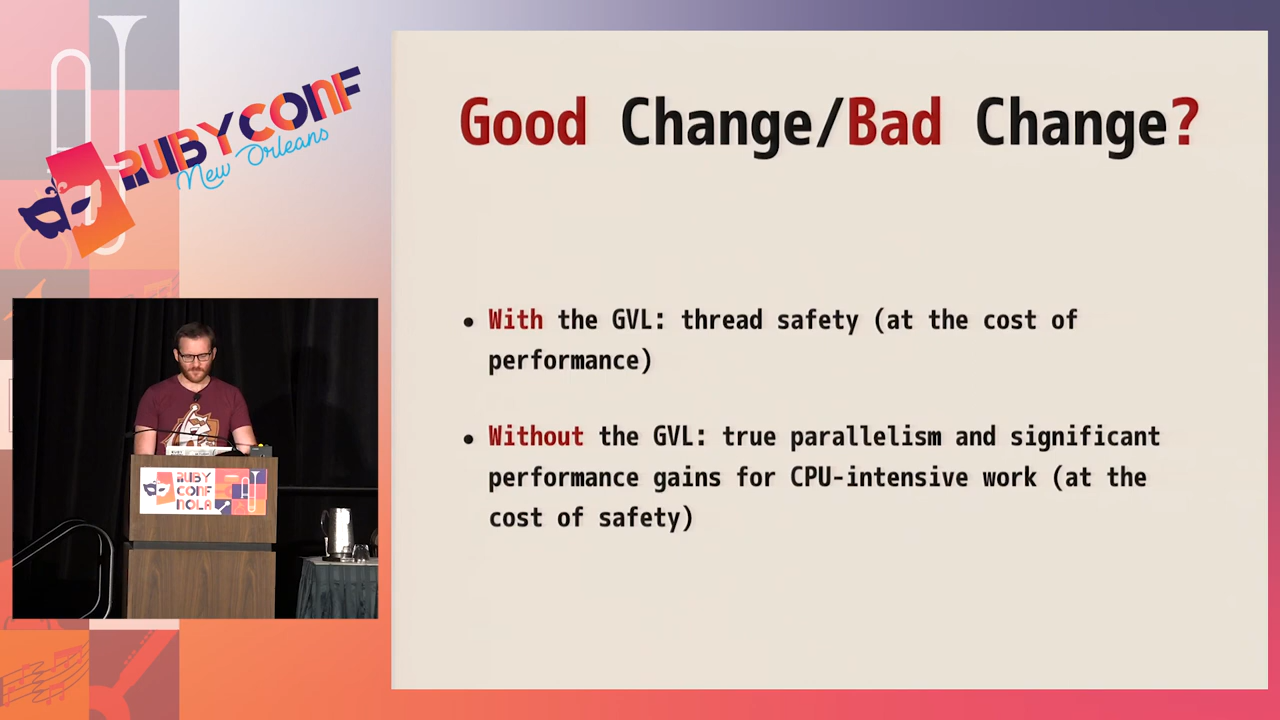 RUBYCONF
New Orleans
RUBY
CONF
NOLA
Good Change/Bad Change?
• With the GVL: thread safety (at the cost of
performance)
• Without the GVL: true parallelism and significant
performance gains for CPU-intensive work (at the
cost of safety)